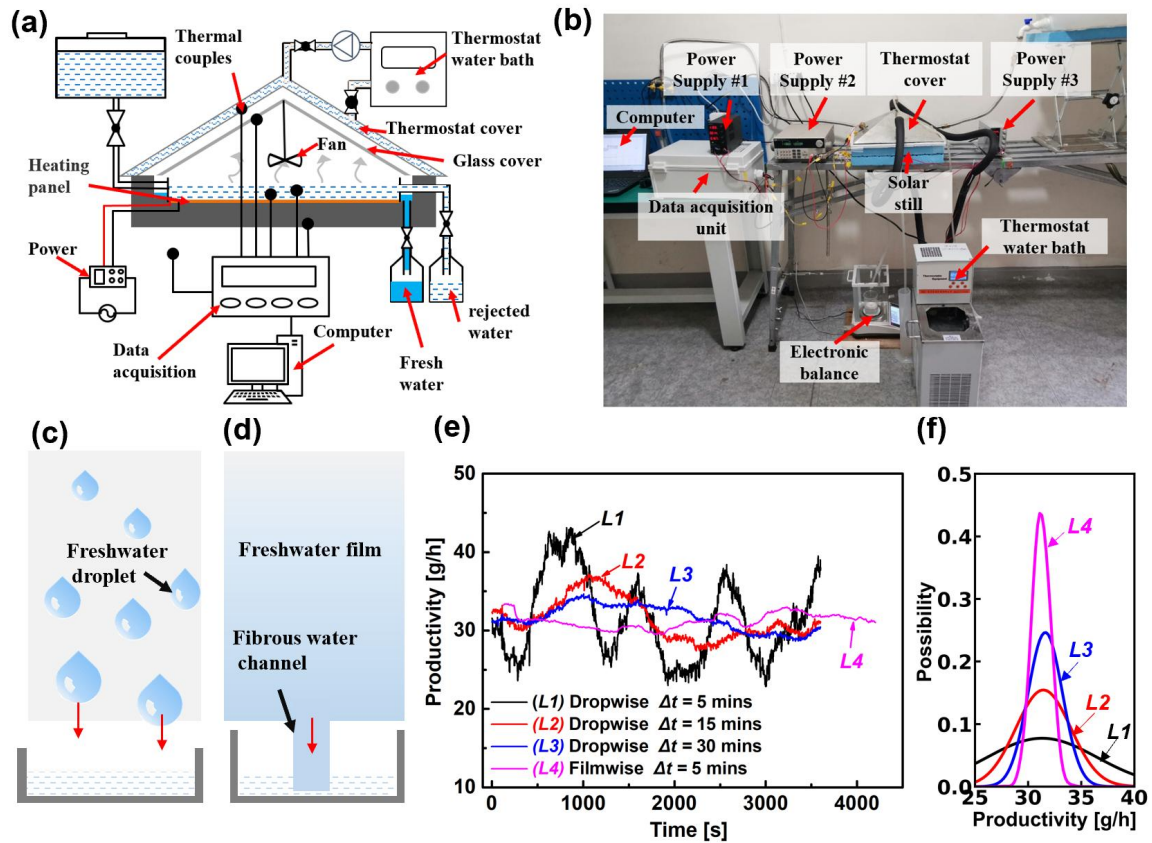 (a)
Thermal
couples
Thermostat
water bath
Thermostat cover
Fan
Glass cover
Heating
panel
Power
Data
acquisition
Computer
Fresh
water
rejected
water
(b)
Power
Supply #1
Power
Supply #2
Thermostat
cover
Power
Supply #3
Computer
Data acquisition
unit
Solar
still
Thermostat
water bath
Electronic
balance
(c)
Freshwater
droplet
(d)
Freshwater film
Fibrous water
channel
(e)
Productivity [g/h]
50
40
30
20
10
L1
L2
L3
L4
(L1) Dropwise Δt = 5 mins
(L2) Dropwise Δt = 15 mins
(L3) Dropwise Δt = 30 mins
(L4) Filmwise Δt = 5 mins
0 1000 2000 3000 4000
Time [s]
(f)
Possibility
0.5
0.4
0.3
0.2
0.1
0.0
L4
L3
L2
L1
25 30 35 40
Productivity [g/h]